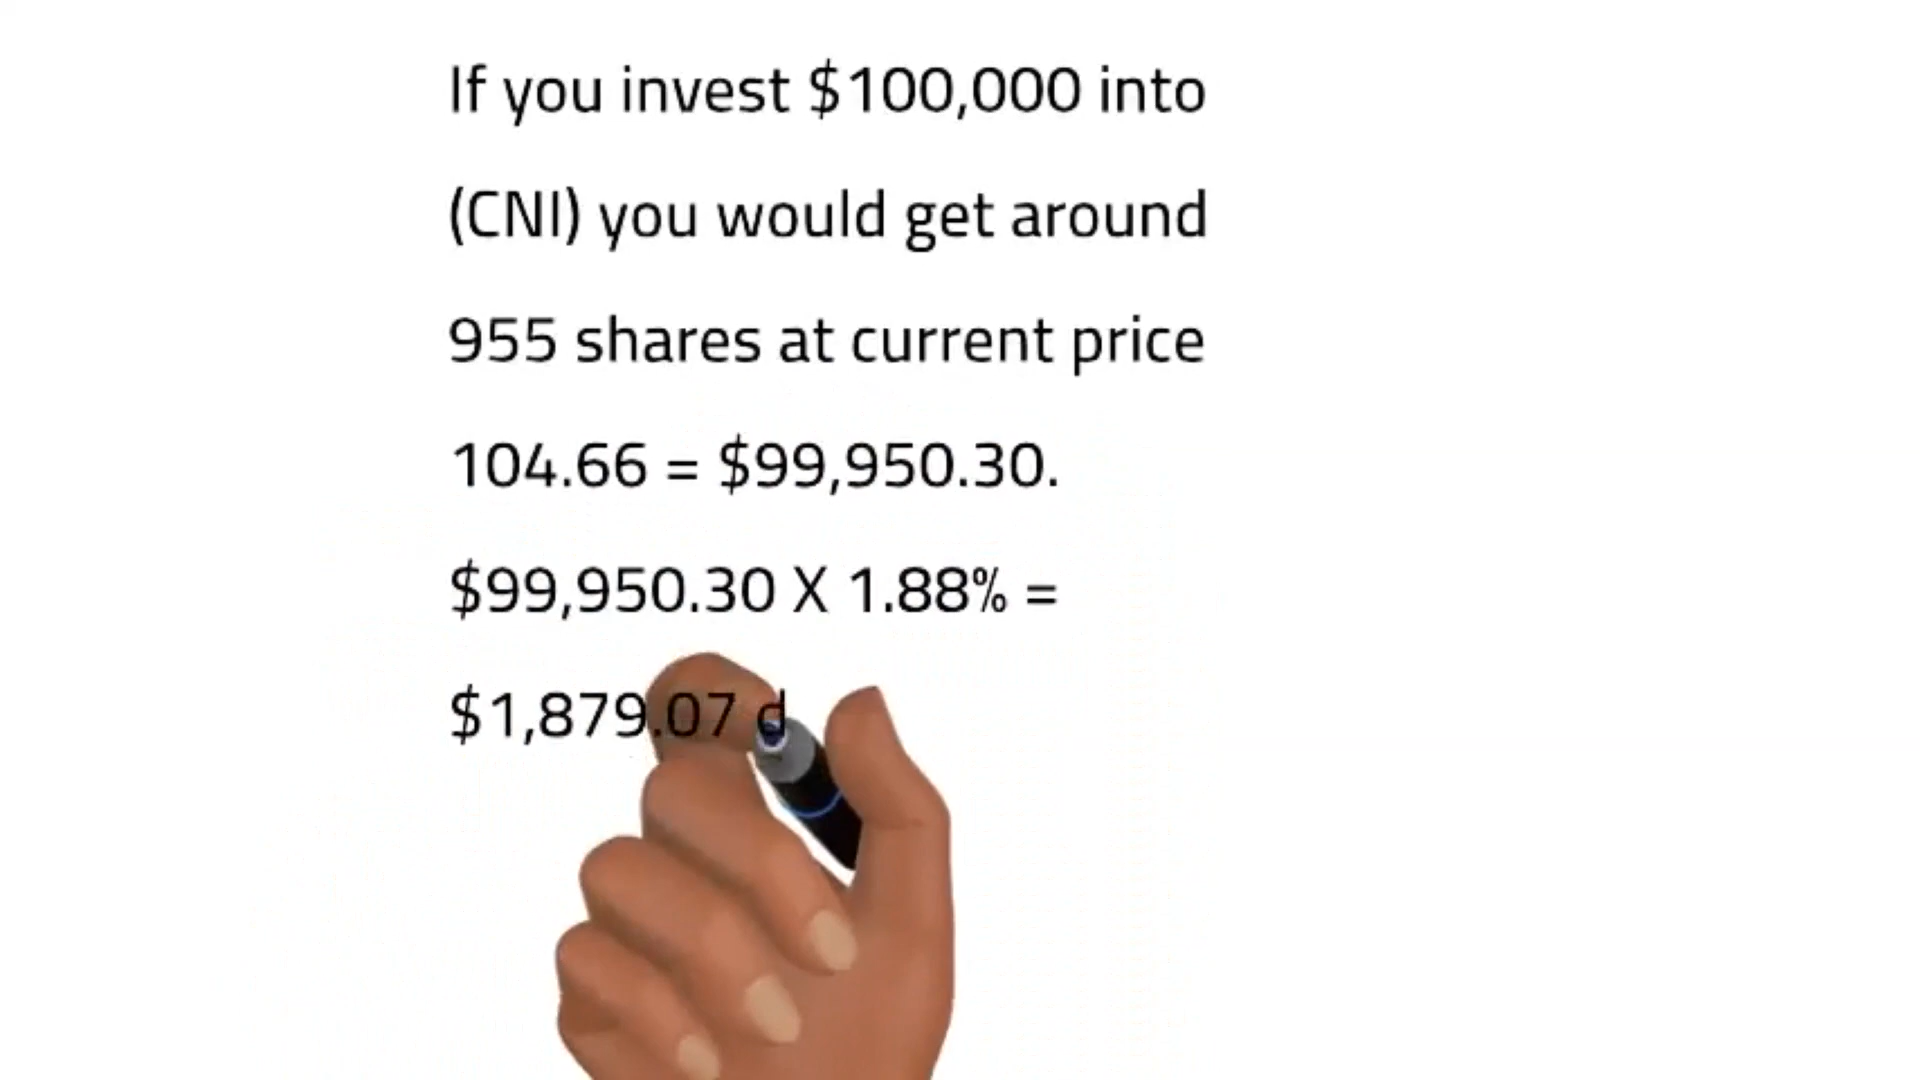 If you invest $100,000 into
(CNI) you would get around
955 shares at current price
104.66 = $99,950.30.
$99,950.30 X 1.88% =
$1,879.07 d